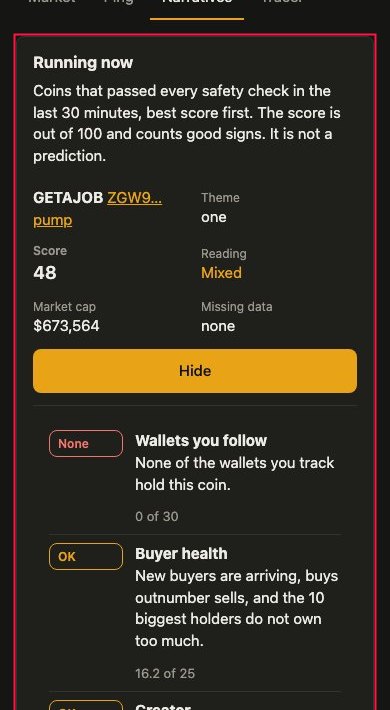 Market Ping Narratives Tracer
Running now
Coins that passed every safety check in the
last 30 minutes, best score first. The score is
out of 100 and counts good signs. It is not a
prediction.
GETAJOB ZGW9...
pump
Theme
one
Score
48
Reading
Mixed
Market cap
$673,564
Missing data
none
Hide
None
Wallets you follow
None of the wallets you track
hold this coin.
0 of 30
OK
Buyer health
New buyers are arriving, buys
outnumber sells, and the 10
biggest holders do not own
too much.
16.2 of 25
OK
Creator